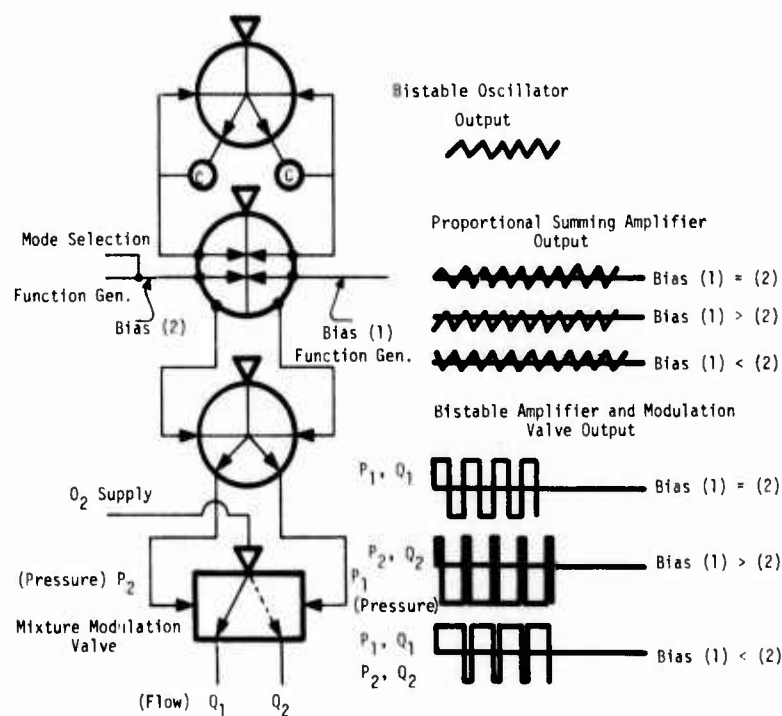 Bistable Oscillator
Output
C
C
Mode Selection
Function Gen.
Bias (2)
Bias (1)
Function Gen.
Proportional Summing Amplifier
Output
Bias (1) = (2)
Bias (1) > (2)
Bias (1) < (2)
Bistable Amplifier and Modulation
Valve Output
P₁, Q₁
Bias (1) = (2)
O₂ Supply
P₂, Q₂
Bias (1) > (2)
(Pressure) P₂
P₁
(Pressure)
Mixture Modulation
Valve
P₁, Q₁
P₂, Q₂
Bias (1) < (2)
(Flow) Q₁ Q₂